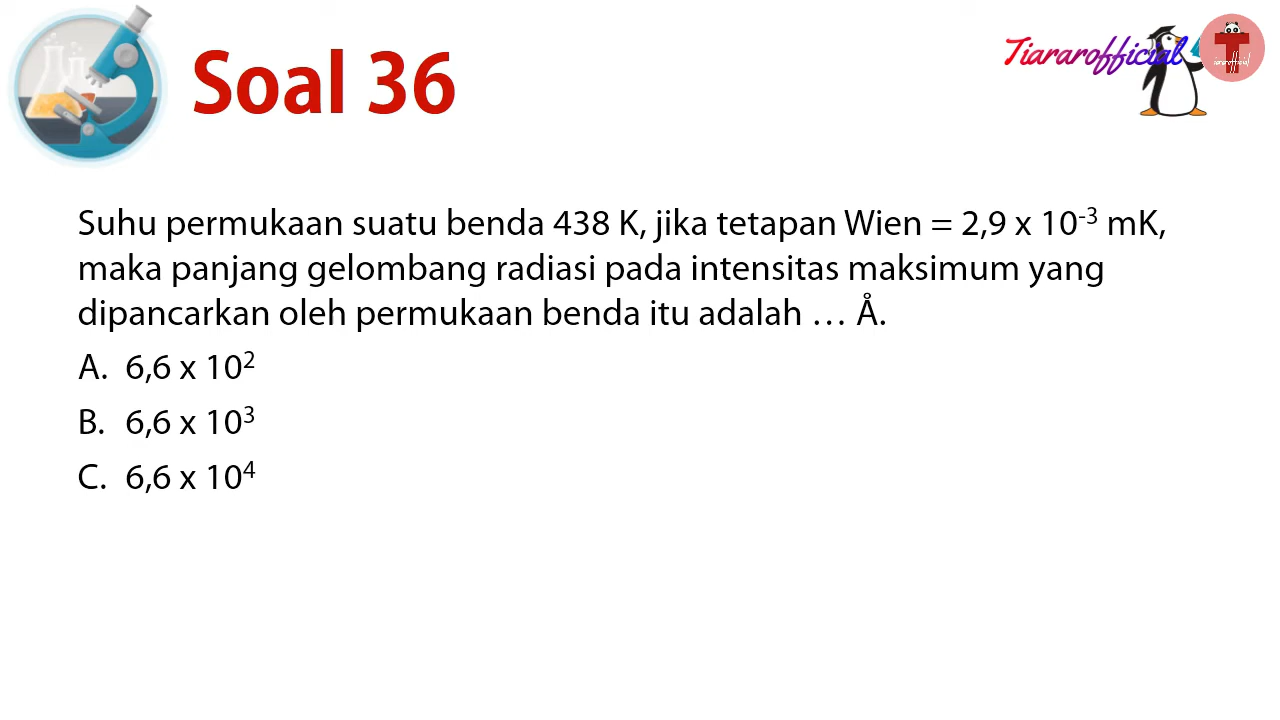 Soal 36
Tiararofficial
T
tiararofficial
Suhu permukaan suatu benda 438 K, jika tetapan Wien = 2,9 x 10⁻³ mK,
maka panjang gelombang radiasi pada intensitas maksimum yang
dipancarkan oleh permukaan benda itu adalah … Å.
A. 6,6 x 10²
B. 6,6 x 10³
C. 6,6 x 10⁴